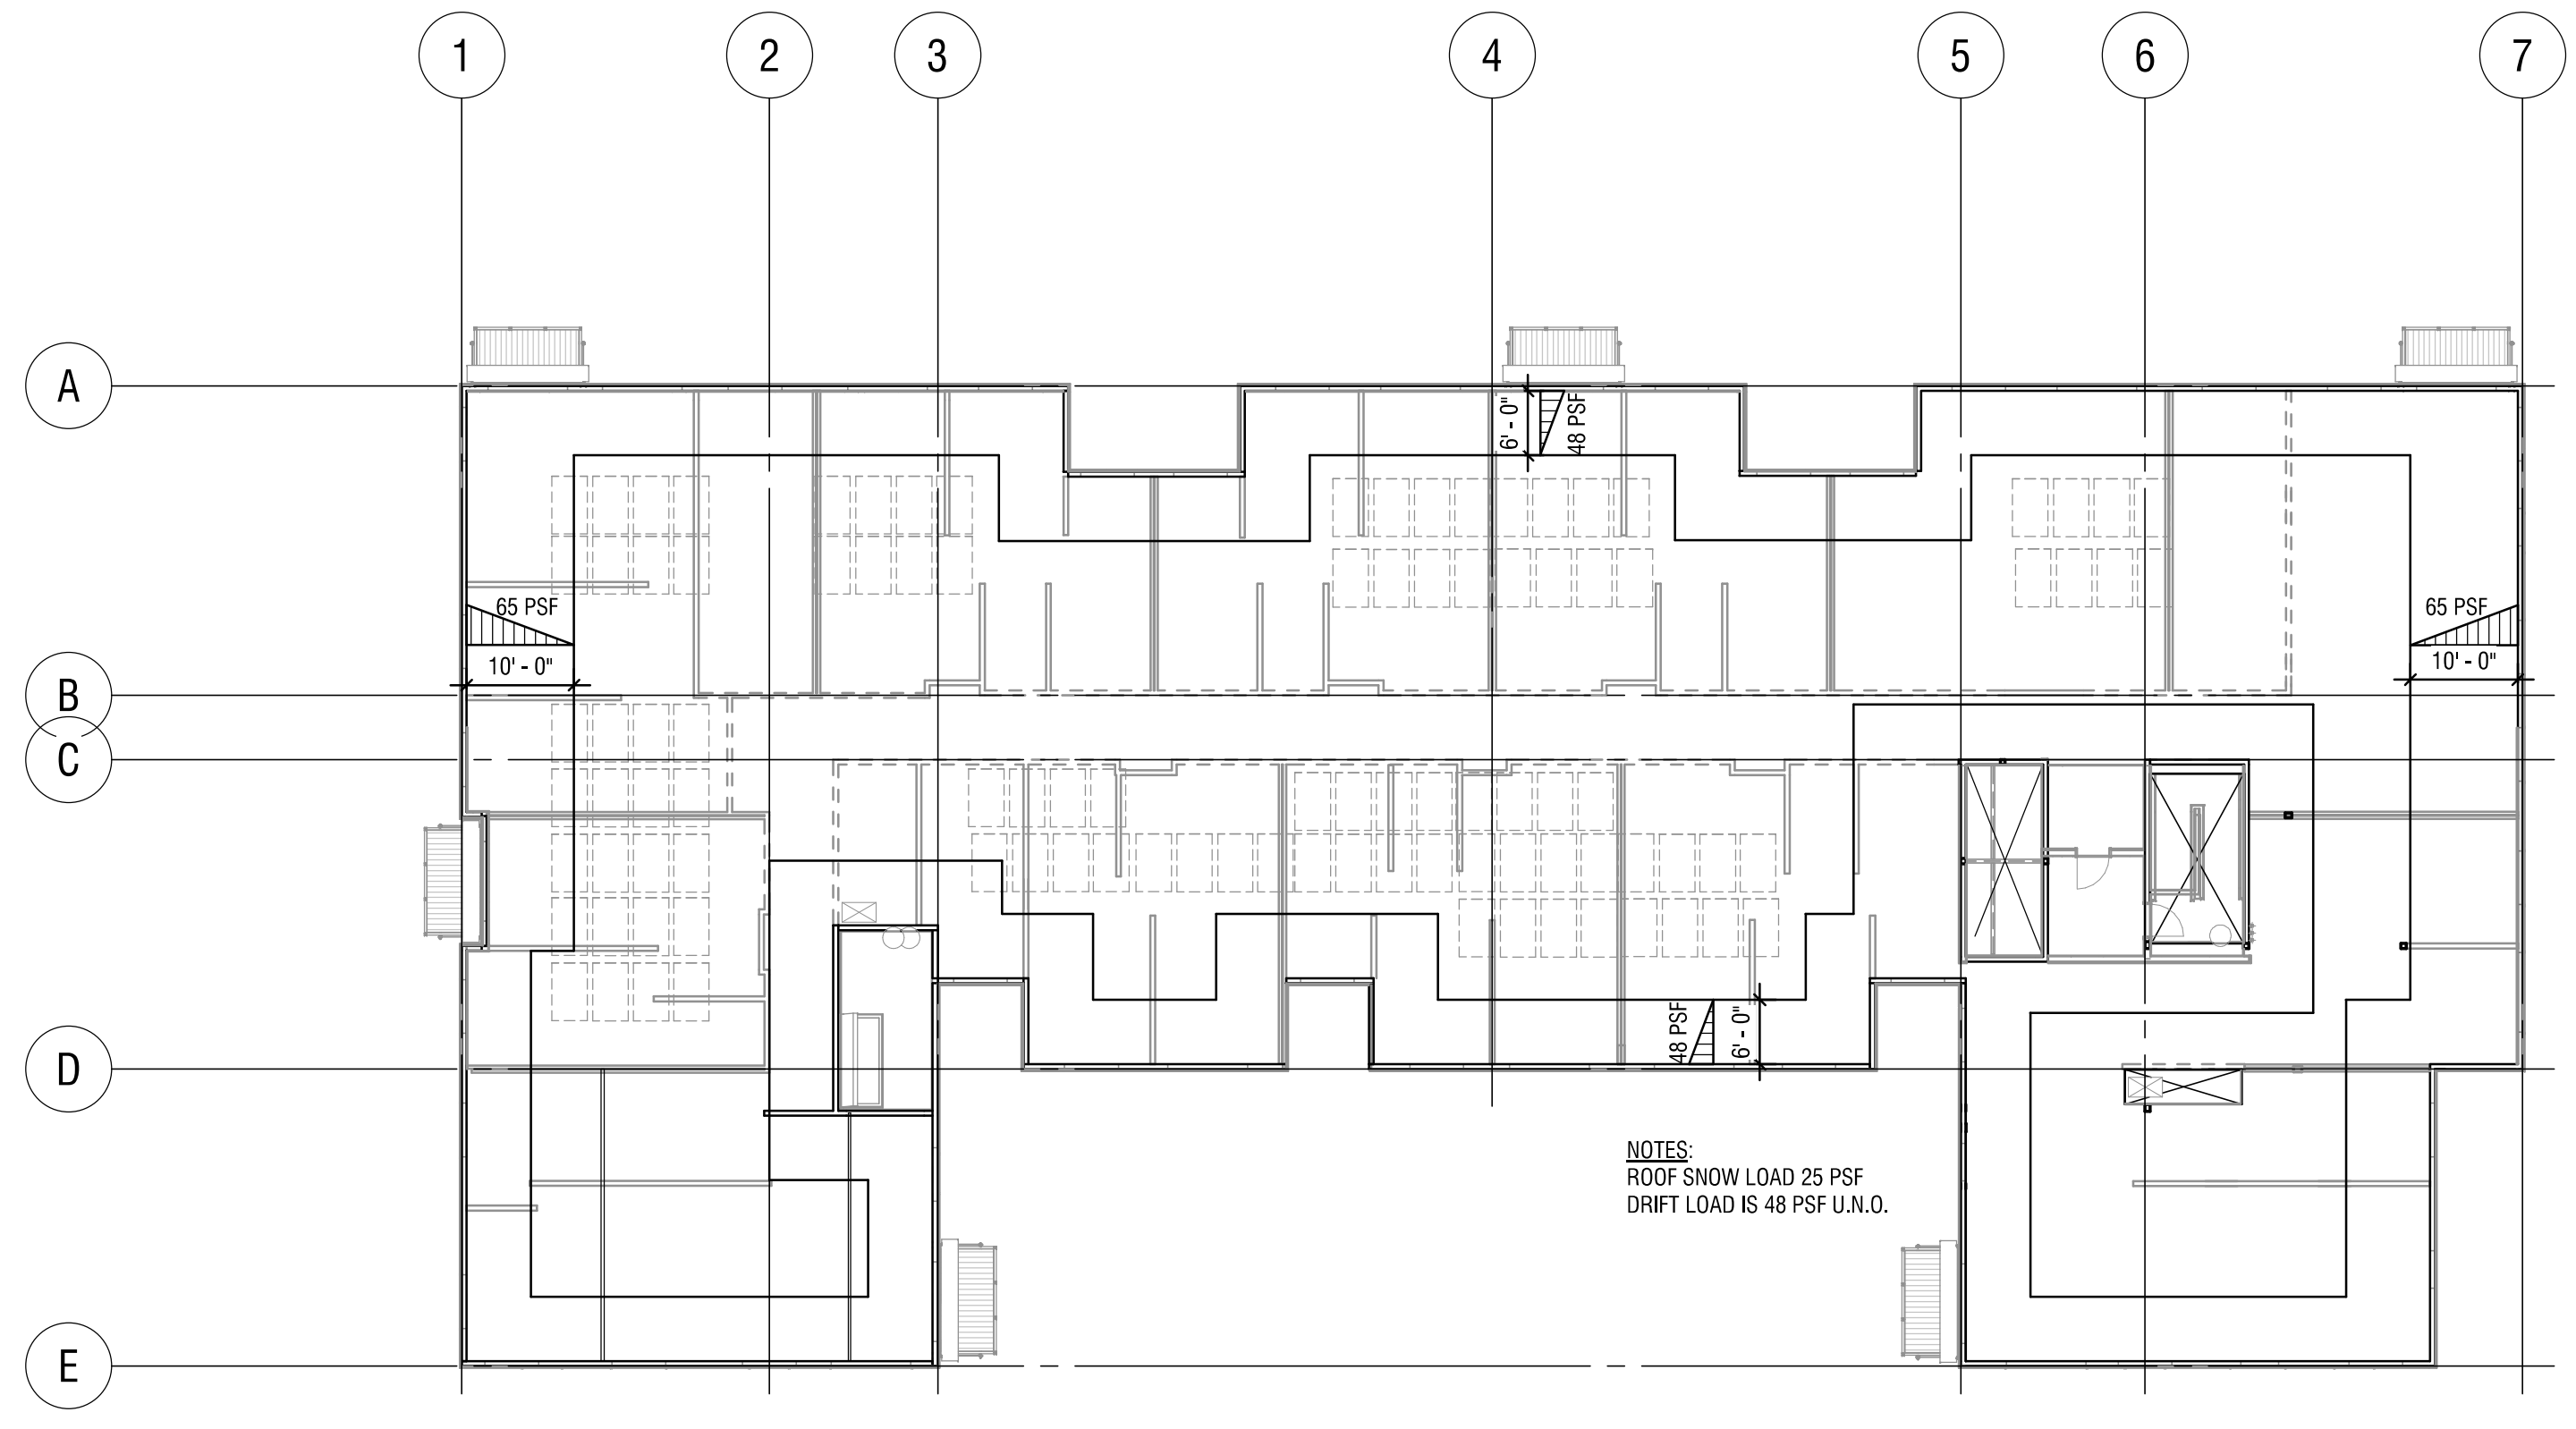 1
2
3
4
5
6
7
A
6' - 0"
48 PSF
65 PSF
10' - 0"
65 PSF
10' - 0"
B
C
48 PSF
6' - 0"
D
NOTES:
ROOF SNOW LOAD 25 PSF
DRIFT LOAD IS 48 PSF U.N.O.
E